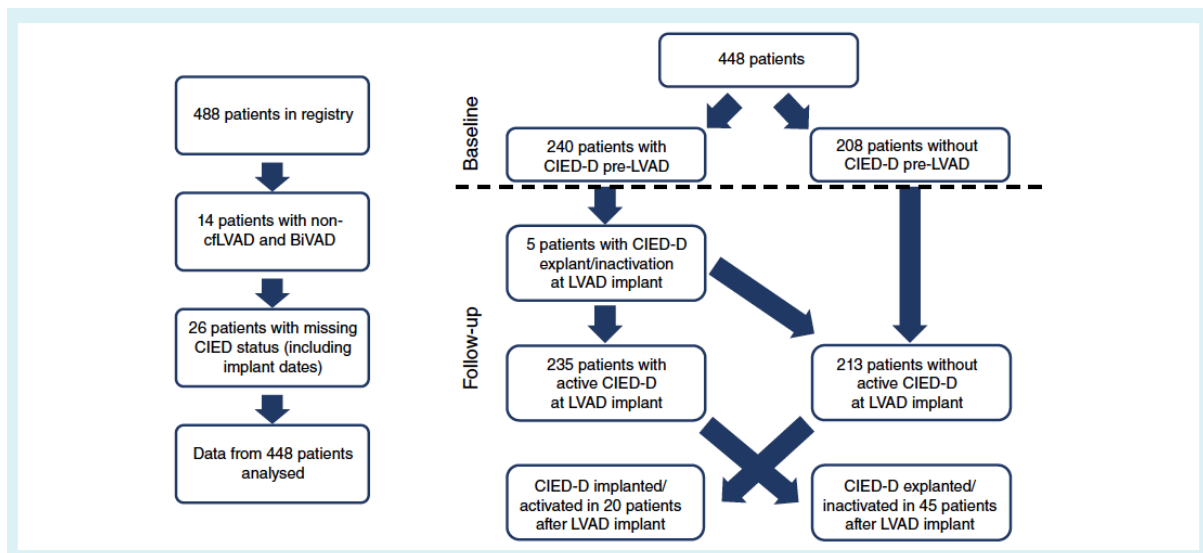 488 patients in registry
14 patients with non-
cfLVAD and BiVAD
26 patients with missing
CIED status (including
implant dates)
Data from 448 patients
analysed
Baseline
448 patients
240 patients with
CIED-D pre-LVAD
208 patients without
CIED-D pre-LVAD
Follow-up
5 patients with CIED-D
explant/inactivation
at LVAD implant
235 patients with
active CIED-D
at LVAD implant
213 patients without
active CIED-D
at LVAD implant
CIED-D implanted/
activated in 20 patients
after LVAD implant
CIED-D explanted/
inactivated in 45 patients
after LVAD implant